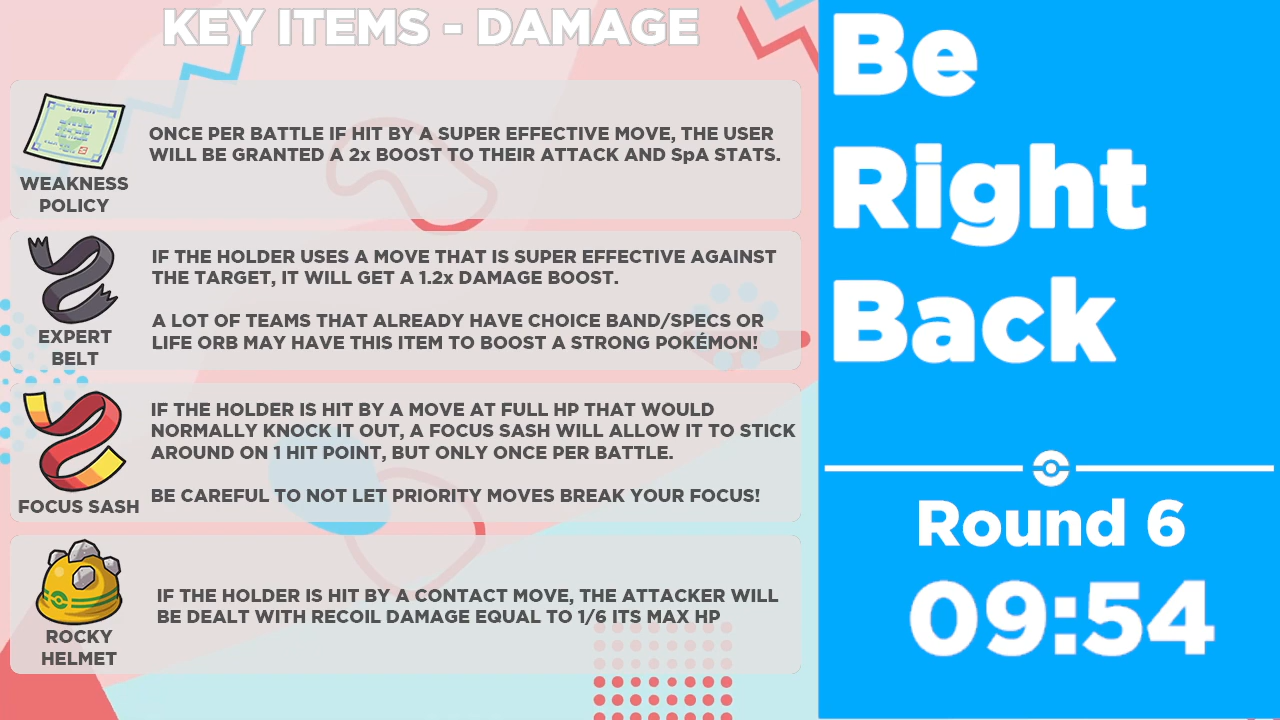 KEY ITEMS - DAMAGE
WEAKNESS
POLICY
ONCE PER BATTLE IF HIT BY A SUPER EFFECTIVE MOVE, THE USER
WILL BE GRANTED A 2x BOOST TO THEIR ATTACK AND SpA STATS.
EXPERT
BELT
IF THE HOLDER USES A MOVE THAT IS SUPER EFFECTIVE AGAINST
THE TARGET, IT WILL GET A 1.2x DAMAGE BOOST.
A LOT OF TEAMS THAT ALREADY HAVE CHOICE BAND/SPECS OR
LIFE ORB MAY HAVE THIS ITEM TO BOOST A STRONG POKÉMON!
FOCUS SASH
IF THE HOLDER IS HIT BY A MOVE AT FULL HP THAT WOULD
NORMALLY KNOCK IT OUT, A FOCUS SASH WILL ALLOW IT TO STICK
AROUND ON 1 HIT POINT, BUT ONLY ONCE PER BATTLE.
BE CAREFUL TO NOT LET PRIORITY MOVES BREAK YOUR FOCUS!
ROCKY
HELMET
IF THE HOLDER IS HIT BY A CONTACT MOVE, THE ATTACKER WILL
BE DEALT WITH RECOIL DAMAGE EQUAL TO 1/6 ITS MAX HP
Be
Right
Back
Round 6
09:54